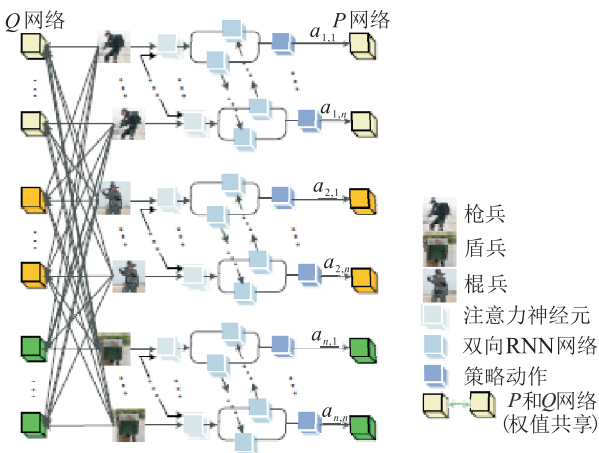 Q网络
P网络
a1,1
a1,n
a2,1
a2,n
an,1
an,n
枪兵
盾兵
棍兵
注意力神经元
双向RNN网络
策略动作
P和Q网络
(权值共享)